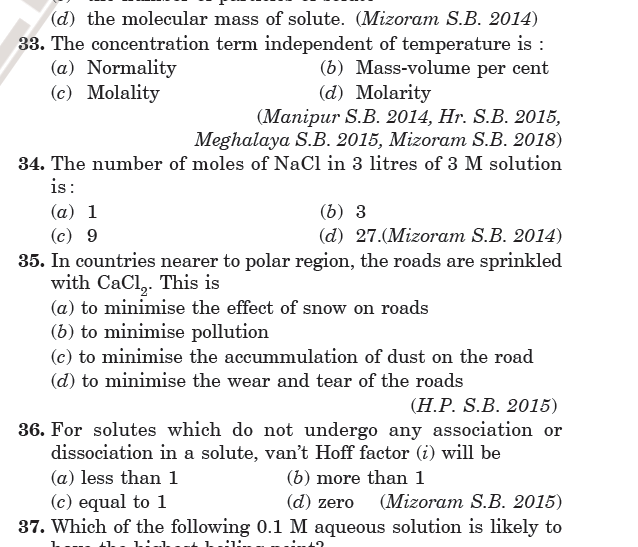 (d) the molecular mass of solute. (Mizoram S.B. 2014)
33. The concentration term independent of temperature is :
(a) Normality (b) Mass-volume per cent
(c) Molality (d) Molarity
(Manipur S.B. 2014, Hr. S.B. 2015,
Meghalaya S.B. 2015, Mizoram S.B. 2018)
34. The number of moles of NaCl in 3 litres of 3 M solution
is :
(a) 1 (b) 3
(c) 9 (d) 27.(Mizoram S.B. 2014)
35. In countries nearer to polar region, the roads are sprinkled
with CaCl₂. This is
(a) to minimise the effect of snow on roads
(b) to minimise pollution
(c) to minimise the accummulation of dust on the road
(d) to minimise the wear and tear of the roads
(H.P. S.B. 2015)
36. For solutes which do not undergo any association or
dissociation in a solute, van’t Hoff factor (i) will be
(a) less than 1 (b) more than 1
(c) equal to 1 (d) zero (Mizoram S.B. 2015)
37. Which of the following 0.1 M aqueous solution is likely to